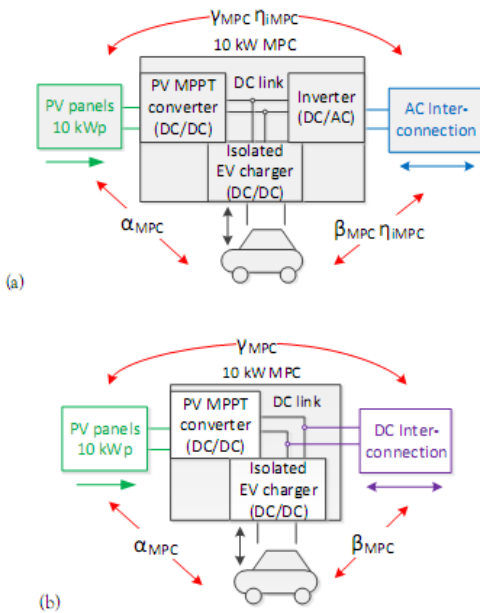 γMPC ηiMPC
10 kW MPC
PV panels
10 kWp
PV MPPT
converter
(DC/DC)
DC link
Inverter
(DC/AC)
AC Inter-
connection
Isolated
EV charger
(DC/DC)
αMPC
βMPC ηiMPC
(a)
γMPC
10 kW MPC
PV panels
10 kWp
PV MPPT
converter
(DC/DC)
DC link
DC Inter-
connection
Isolated
EV charger
(DC/DC)
αMPC
βMPC
(b)